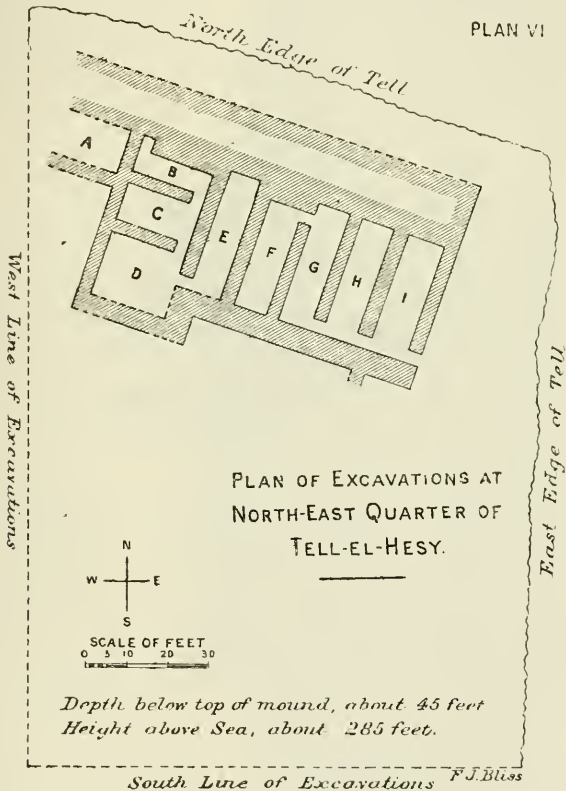 PLAN VI
North Edge of Tell
A
B
C
D
E
F
G
H
I
West Line of Excavations
East Edge of Tell
PLAN OF EXCAVATIONS AT
NORTH-EAST QUARTER OF
TELL-EL-HESY.
N
W E
S
SCALE OF FEET
0 5 10 20 30
Depth below top of mound, about 45 feet
Height above Sea, about 285 feet.
F.J.Bliss
South Line of Excavations